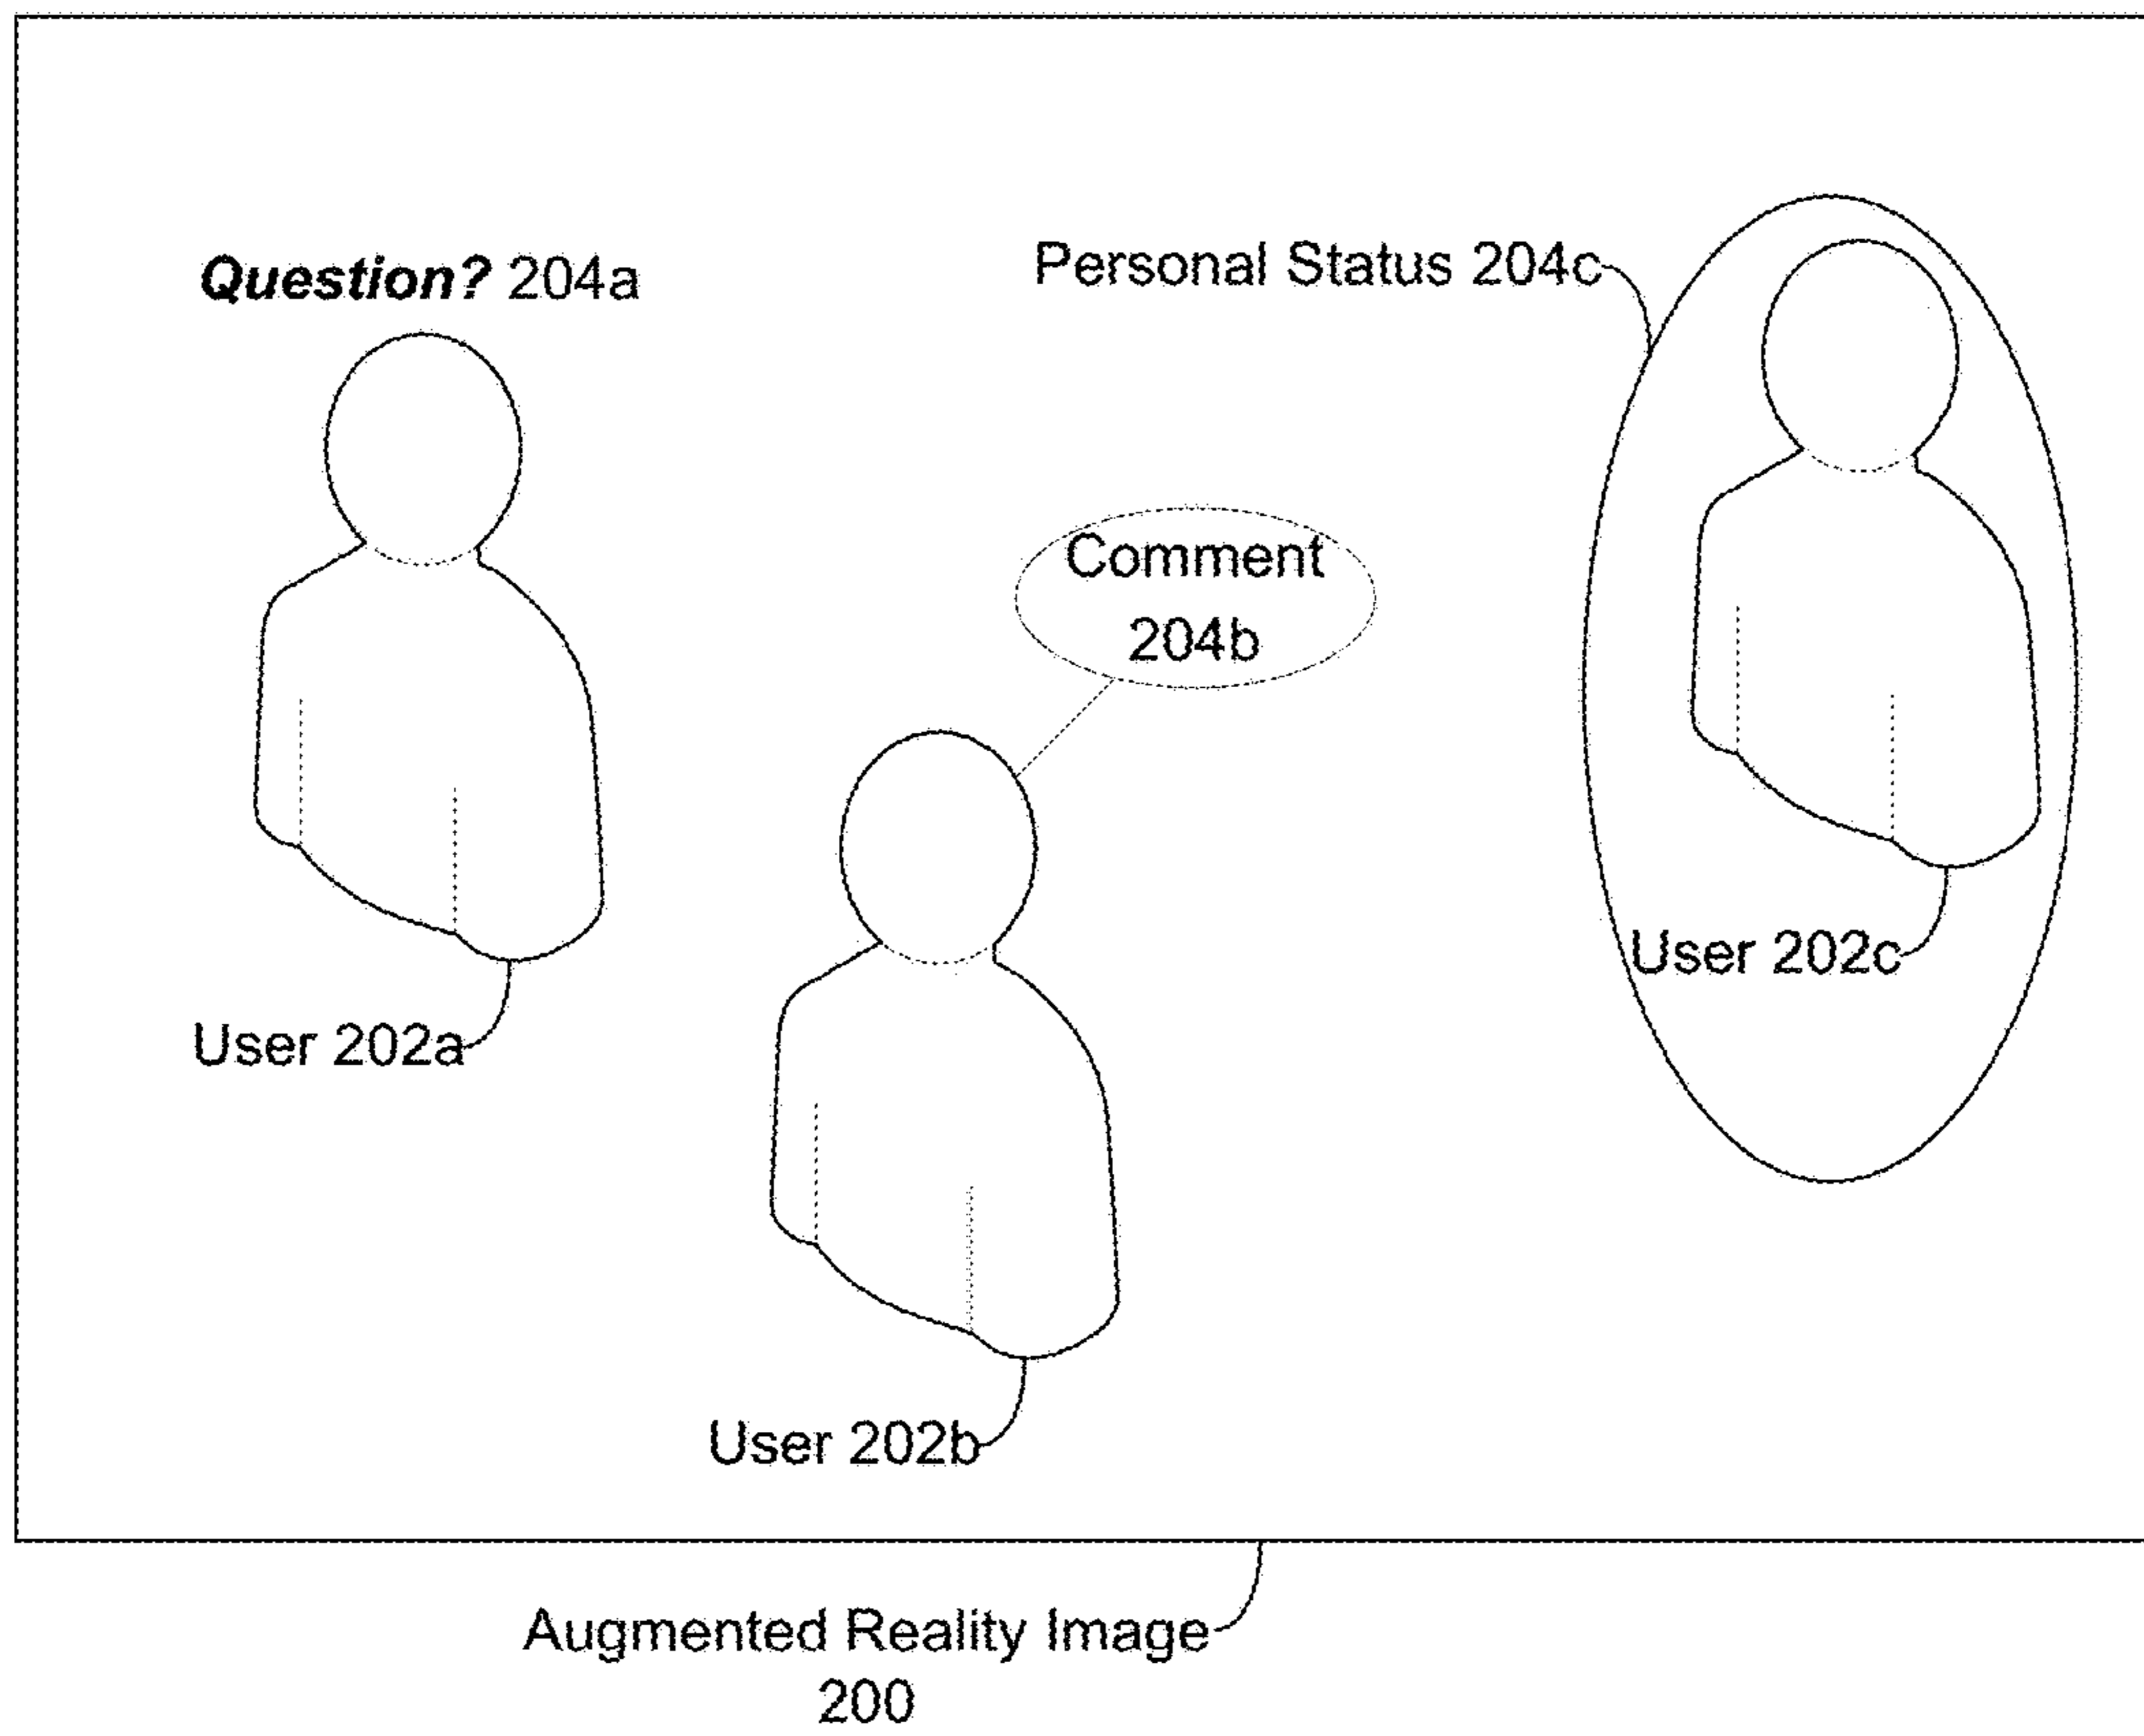 Question? 204a
Personal Status 204c
Comment
204b
User 202c
User 202a
User 202b
Augmented Reality Image
200